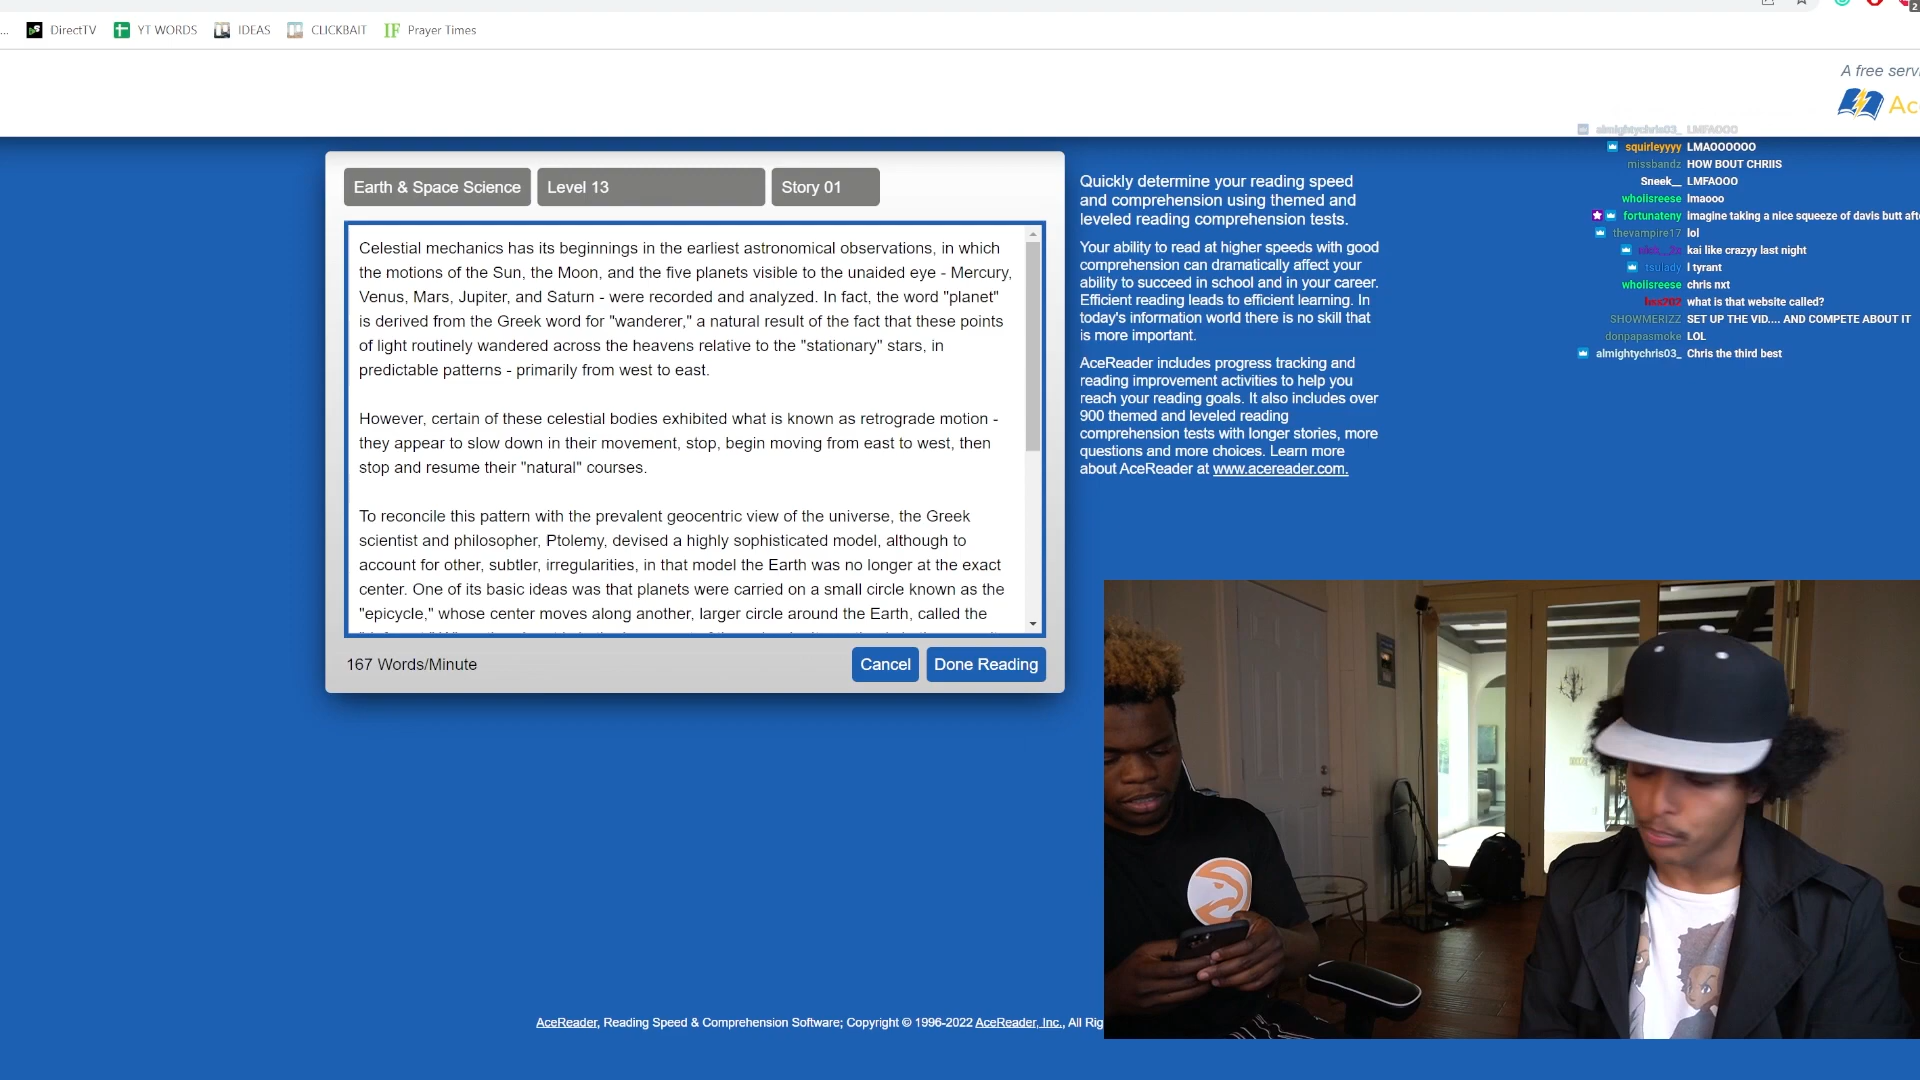 DirectTV
YT WORDS
IDEAS
CLICKBAIT
IF
Prayer Times
2
A free
Earth & Space Science
Level 13
Story 01
Celestial mechanics has its beginnings in the earliest astronomical observations, in which
the motions of the Sun, the Moon, and the five planets visible to the unaided eye - Mercury,
Venus, Mars, Jupiter, and Saturn - were recorded and analyzed. In fact, the word "planet"
is derived from the Greek word for "wanderer," a natural result of the fact that these points
of light routinely wandered across the heavens relative to the "stationary" stars, in
predictable patterns - primarily from west to east.
However, certain of these celestial bodies exhibited what is known as retrograde motion -
they appear to slow down in their movement, stop, begin moving from east to west, then
stop and resume their "natural" courses.
To reconcile this pattern with the prevalent geocentric view of the universe, the Greek
scientist and philosopher, Ptolemy, devised a highly sophisticated model, although to
account for other, subtler, irregularities, in that model the Earth was no longer at the exact
center. One of its basic ideas was that planets were carried on a small circle known as the
"epicycle," whose center moves along another, larger circle around the Earth, called the
167 Words/Minute
Cancel
Done Reading
Quickly determine your reading speed
and comprehension using themed and
leveled reading comprehension tests.
Your ability to read at higher speeds with good
comprehension can dramatically affect your
ability to succeed in school and in your career.
Efficient reading leads to efficient learning. In
today's information world there is no skill that
is more important.
AceReader includes progress tracking and
reading improvement activities to help you
reach your reading goals. It also includes over
900 themed and leveled reading
comprehension tests with longer stories, more
questions and more choices. Learn more
about AceReader at www.acereader.com.
almightychris03_ LMFAOOO
squirleyyyy LMAOOOOOO
missbandz HOW BOUT CHRIIS
Sneek__ LMFAOOO
whoIisreese lmaooo
fortunateny imagine taking a nice squeeze of davis butt
thevampire17 lol
kai like crazyy last night
tsulady I tyrant
whoIisreese chris nxt
what is that website called?
SHOWMERIZZ SET UP THE VID.... AND COMPETE ABOUT IT
donpapasmoke LOL
almightychris03_ Chris the third best
AceReader, Reading Speed & Comprehension Software; Copyright © 1996-2022 AceReader, Inc., All